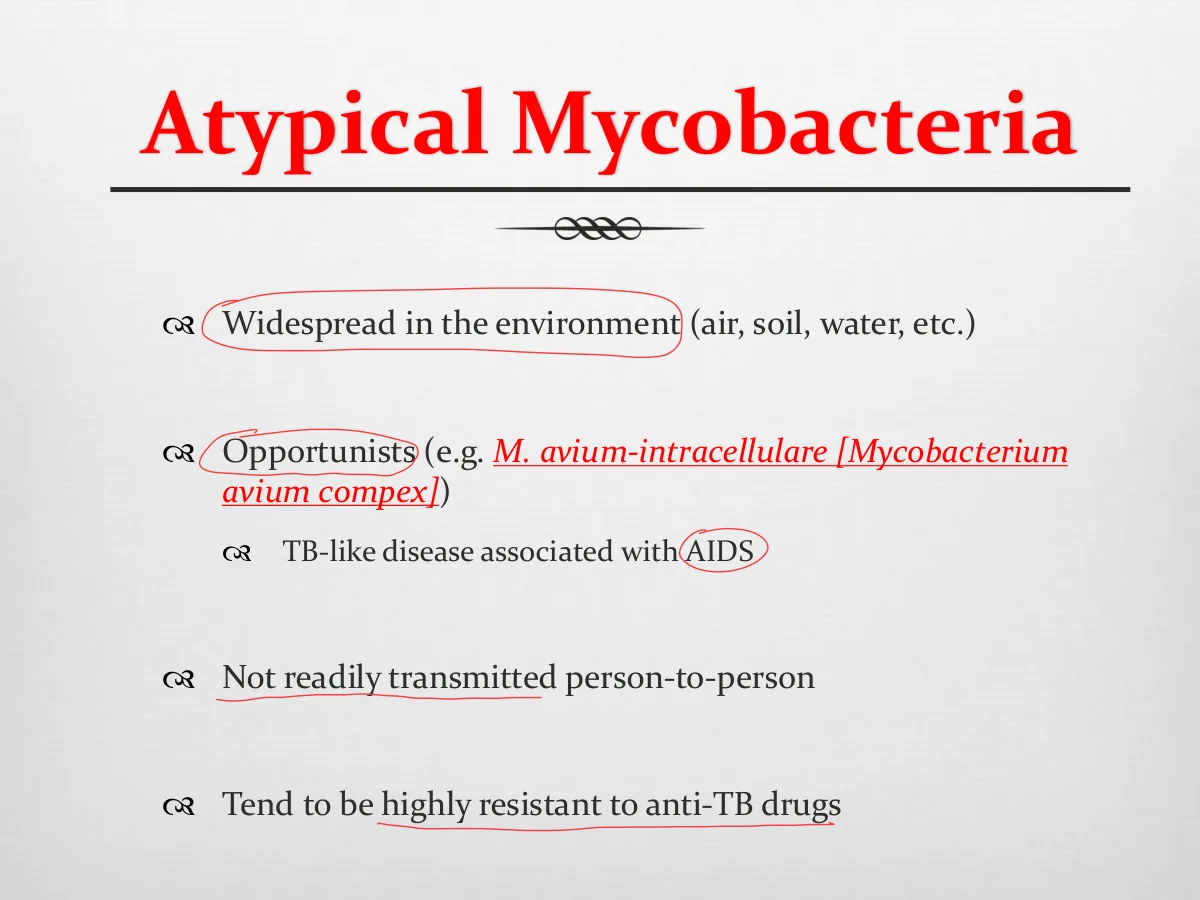 Atypical Mycobacteria
Widespread in the environment (air, soil, water, etc.)
Opportunists (e.g. M. avium-intracellulare [Mycobacterium
avium compex])
TB-like disease associated with AIDS
Not readily transmitted person-to-person
Tend to be highly resistant to anti-TB drugs